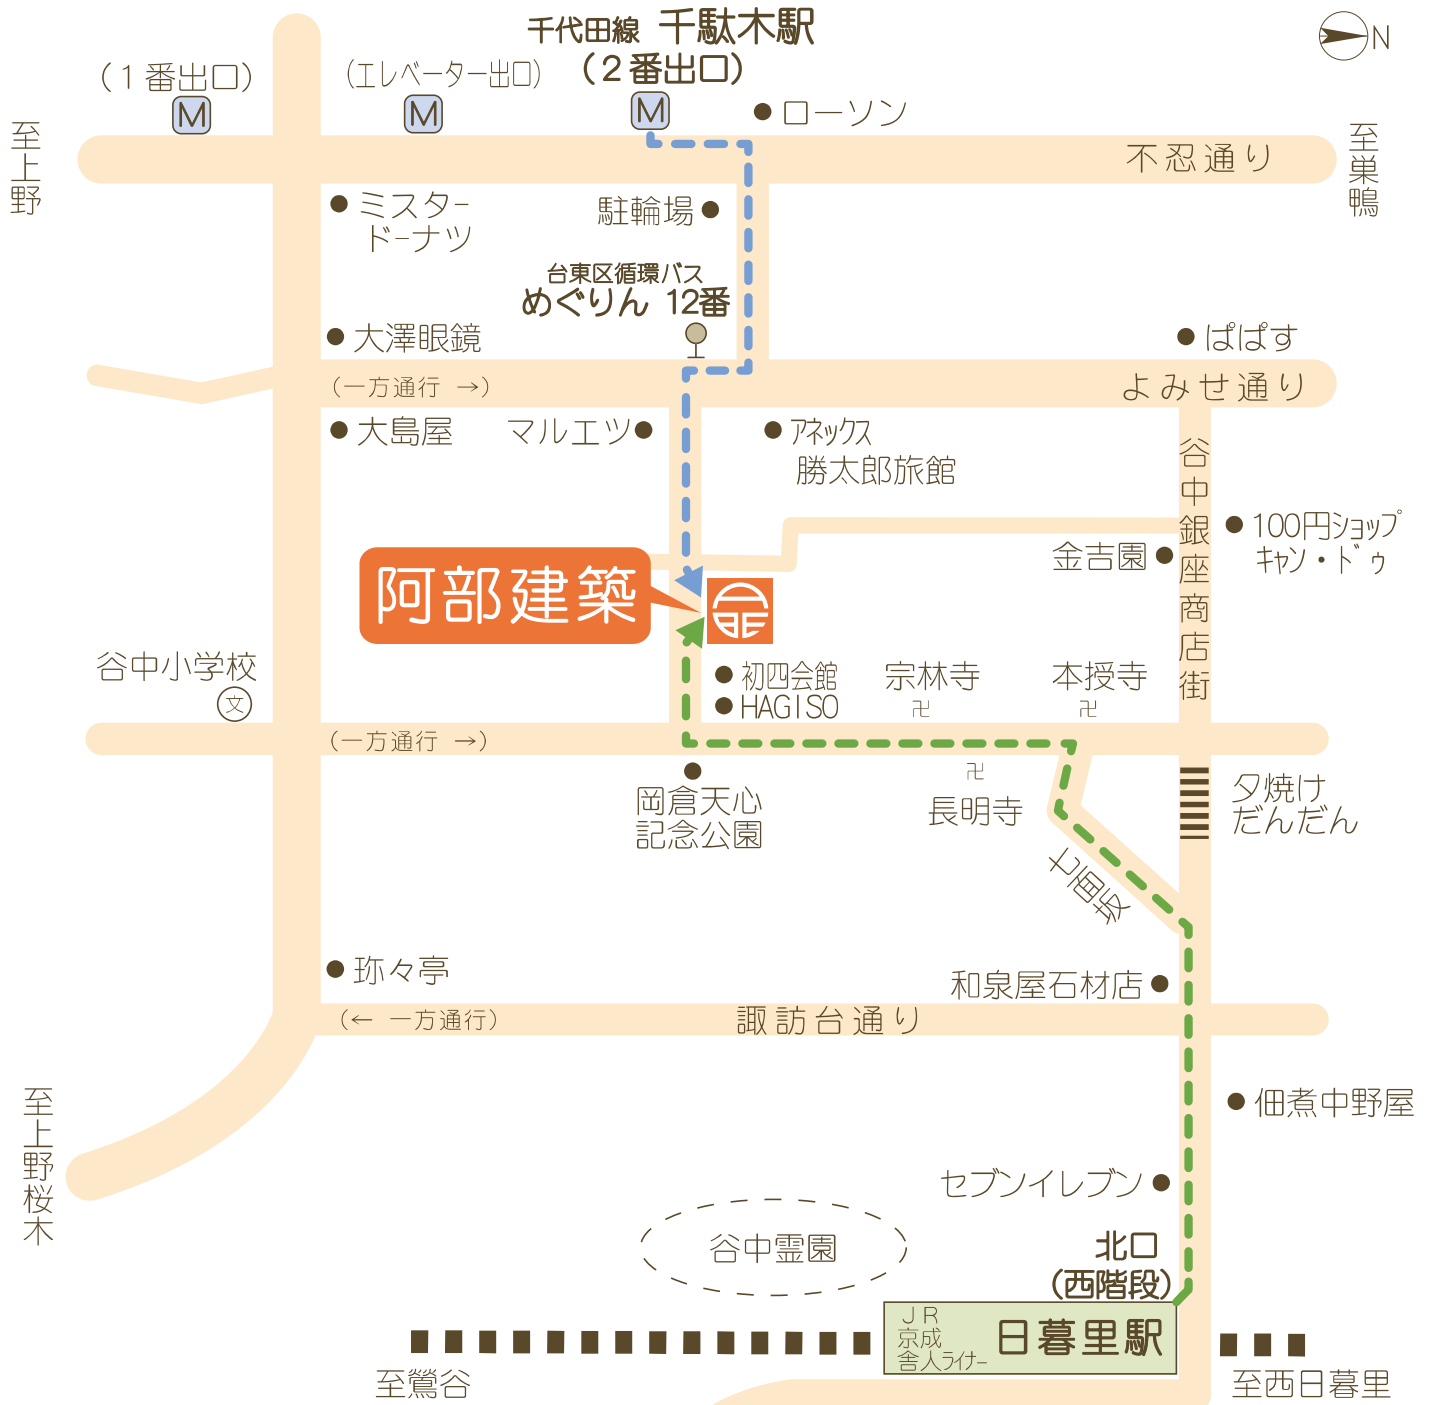 千代田線 千駄木駅
(２番出口)
N
(１番出口)
(エレベーター出口)
M
M
M
ローソン
至上野
至巣鴨
不忍通り
ミスタードーナツ
駐輪場
台東区循環バス
めぐりん 12番
大澤眼鏡
ぱぱす
(一方通行 →)
よみせ通り
大島屋
マルエツ
アネックス
勝太郎旅館
谷中銀座商店街
100円ショップ
キャン・ドゥ
金吉園
阿部建築
谷中小学校
文
初四会館
HAGISO
宗林寺
卍
本授寺
卍
(一方通行 →)
岡倉天心
記念公園
卍
長明寺
夕焼け
だんだん
七面坂
珎々亭
和泉屋石材店
(← 一方通行)
諏訪台通り
至上野桜木
佃煮中野屋
セブンイレブン
谷中霊園
北口
(西階段)
JR
京成
舎人ライナー
日暮里駅
至鶯谷
至西日暮里